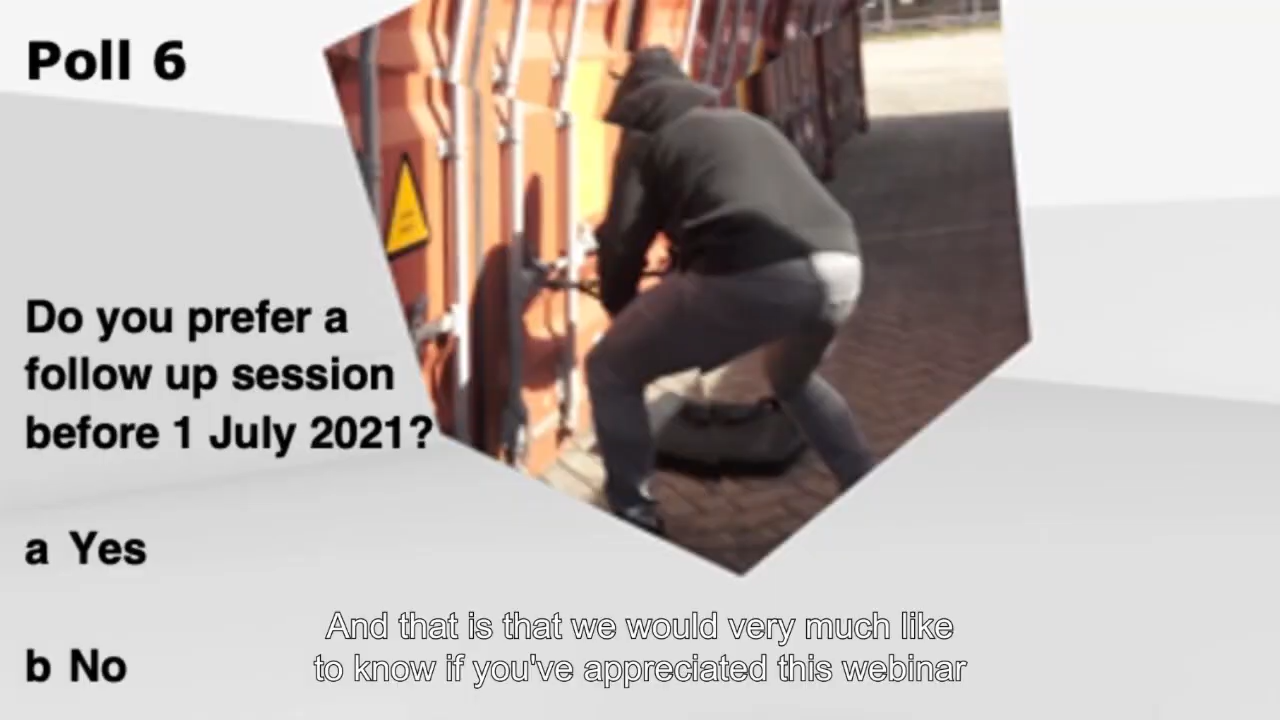 Poll 6
Do you prefer a
follow up session
before 1 July 2021?
a Yes
b No
And that is that we would very much like
to know if you've appreciated this webinar